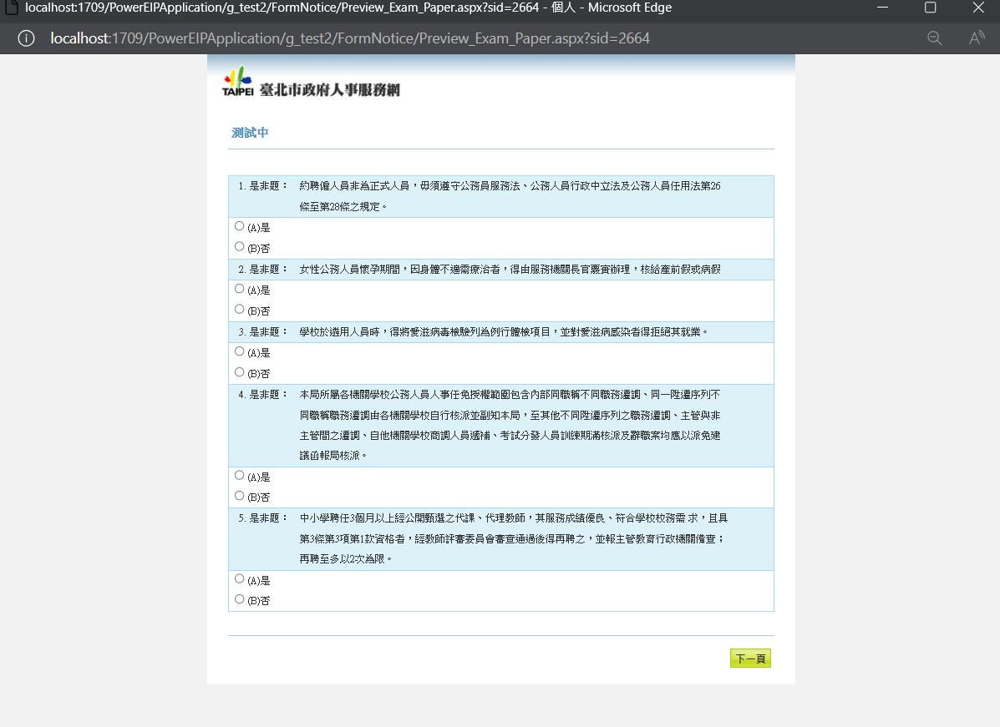 localhost:1709/PowerEIPApplication/g_test2/FormNotice/Preview_Exam_Paper.aspx?sid=2664 - 個人 - Microsoft Edge
localhost:1709/PowerEIPApplication/g_test2/FormNotice/Preview_Exam_Paper.aspx?sid=2664
TAIPEI 臺北市政府人事服務網
測試中
1. 是非題: 約聘僱人員非為正式人員，毋須遵守公務員服務法、公務人員行政中立法及公務人員任用法第26
條至第28條之規定。
(A)是
(B)否
2. 是非題: 女性公務人員懷孕期間，因身體不適需療治者，得由服務機關長官覈實辦理，核給產前假或病假
(A)是
(B)否
3. 是非題: 學校於遴用人員時，得將愛滋病毒檢驗列為例行體檢項目，並對愛滋病感染者得拒絕其就業。
(A)是
(B)否
4. 是非題: 本局所屬各機關學校公務人員人事任免授權範圍包含內部同職稱不同職務遷調、同一陞遷序列不
同職稱職務遷調由各機關學校自行核派並副知本局，至其他不同陞遷序列之職務遷調、主管與非
主管間之遷調、自他機關學校商調人員遞補、考試分發人員訓練期滿核派及辭職案均應以派免建
議函報局核派。
(A)是
(B)否
5. 是非題: 中小學聘任3個月以上經公開甄選之代課、代理教師，其服務成績優良、符合學校校務需 求，且具
第3條第3項第1款資格者，經教師評審委員會審查通過後得再聘之，並報主管教育行政機關備查；
再聘至多以2次為限。
(A)是
(B)否
下一頁